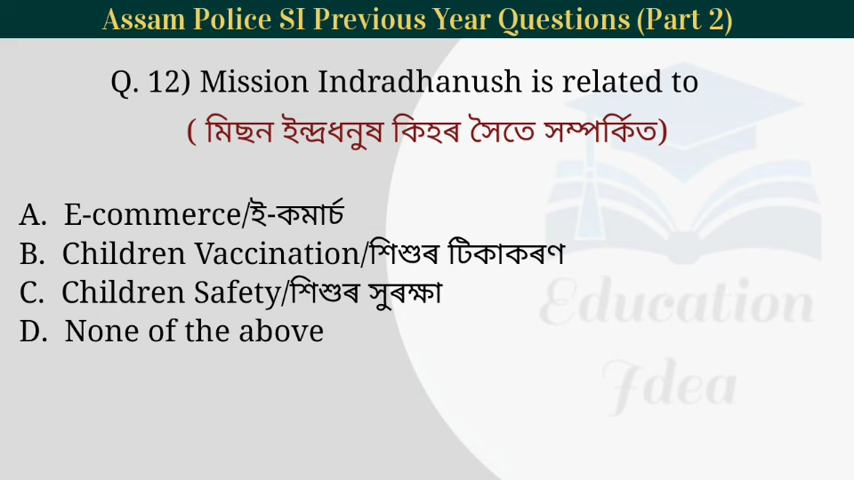 Assam Police SI Previous Year Questions (Part 2)
Q. 12) Mission Indradhanush is related to
( মিছন ইন্দ্ৰধনুষ কিহৰ সৈতে সম্পৰ্কিত)
A. E-commerce/ই-কমাৰ্চ
B. Children Vaccination/শিশুৰ টিকাকৰণ
C. Children Safety/শিশুৰ সুৰক্ষা
D. None of the above
Education
Idea